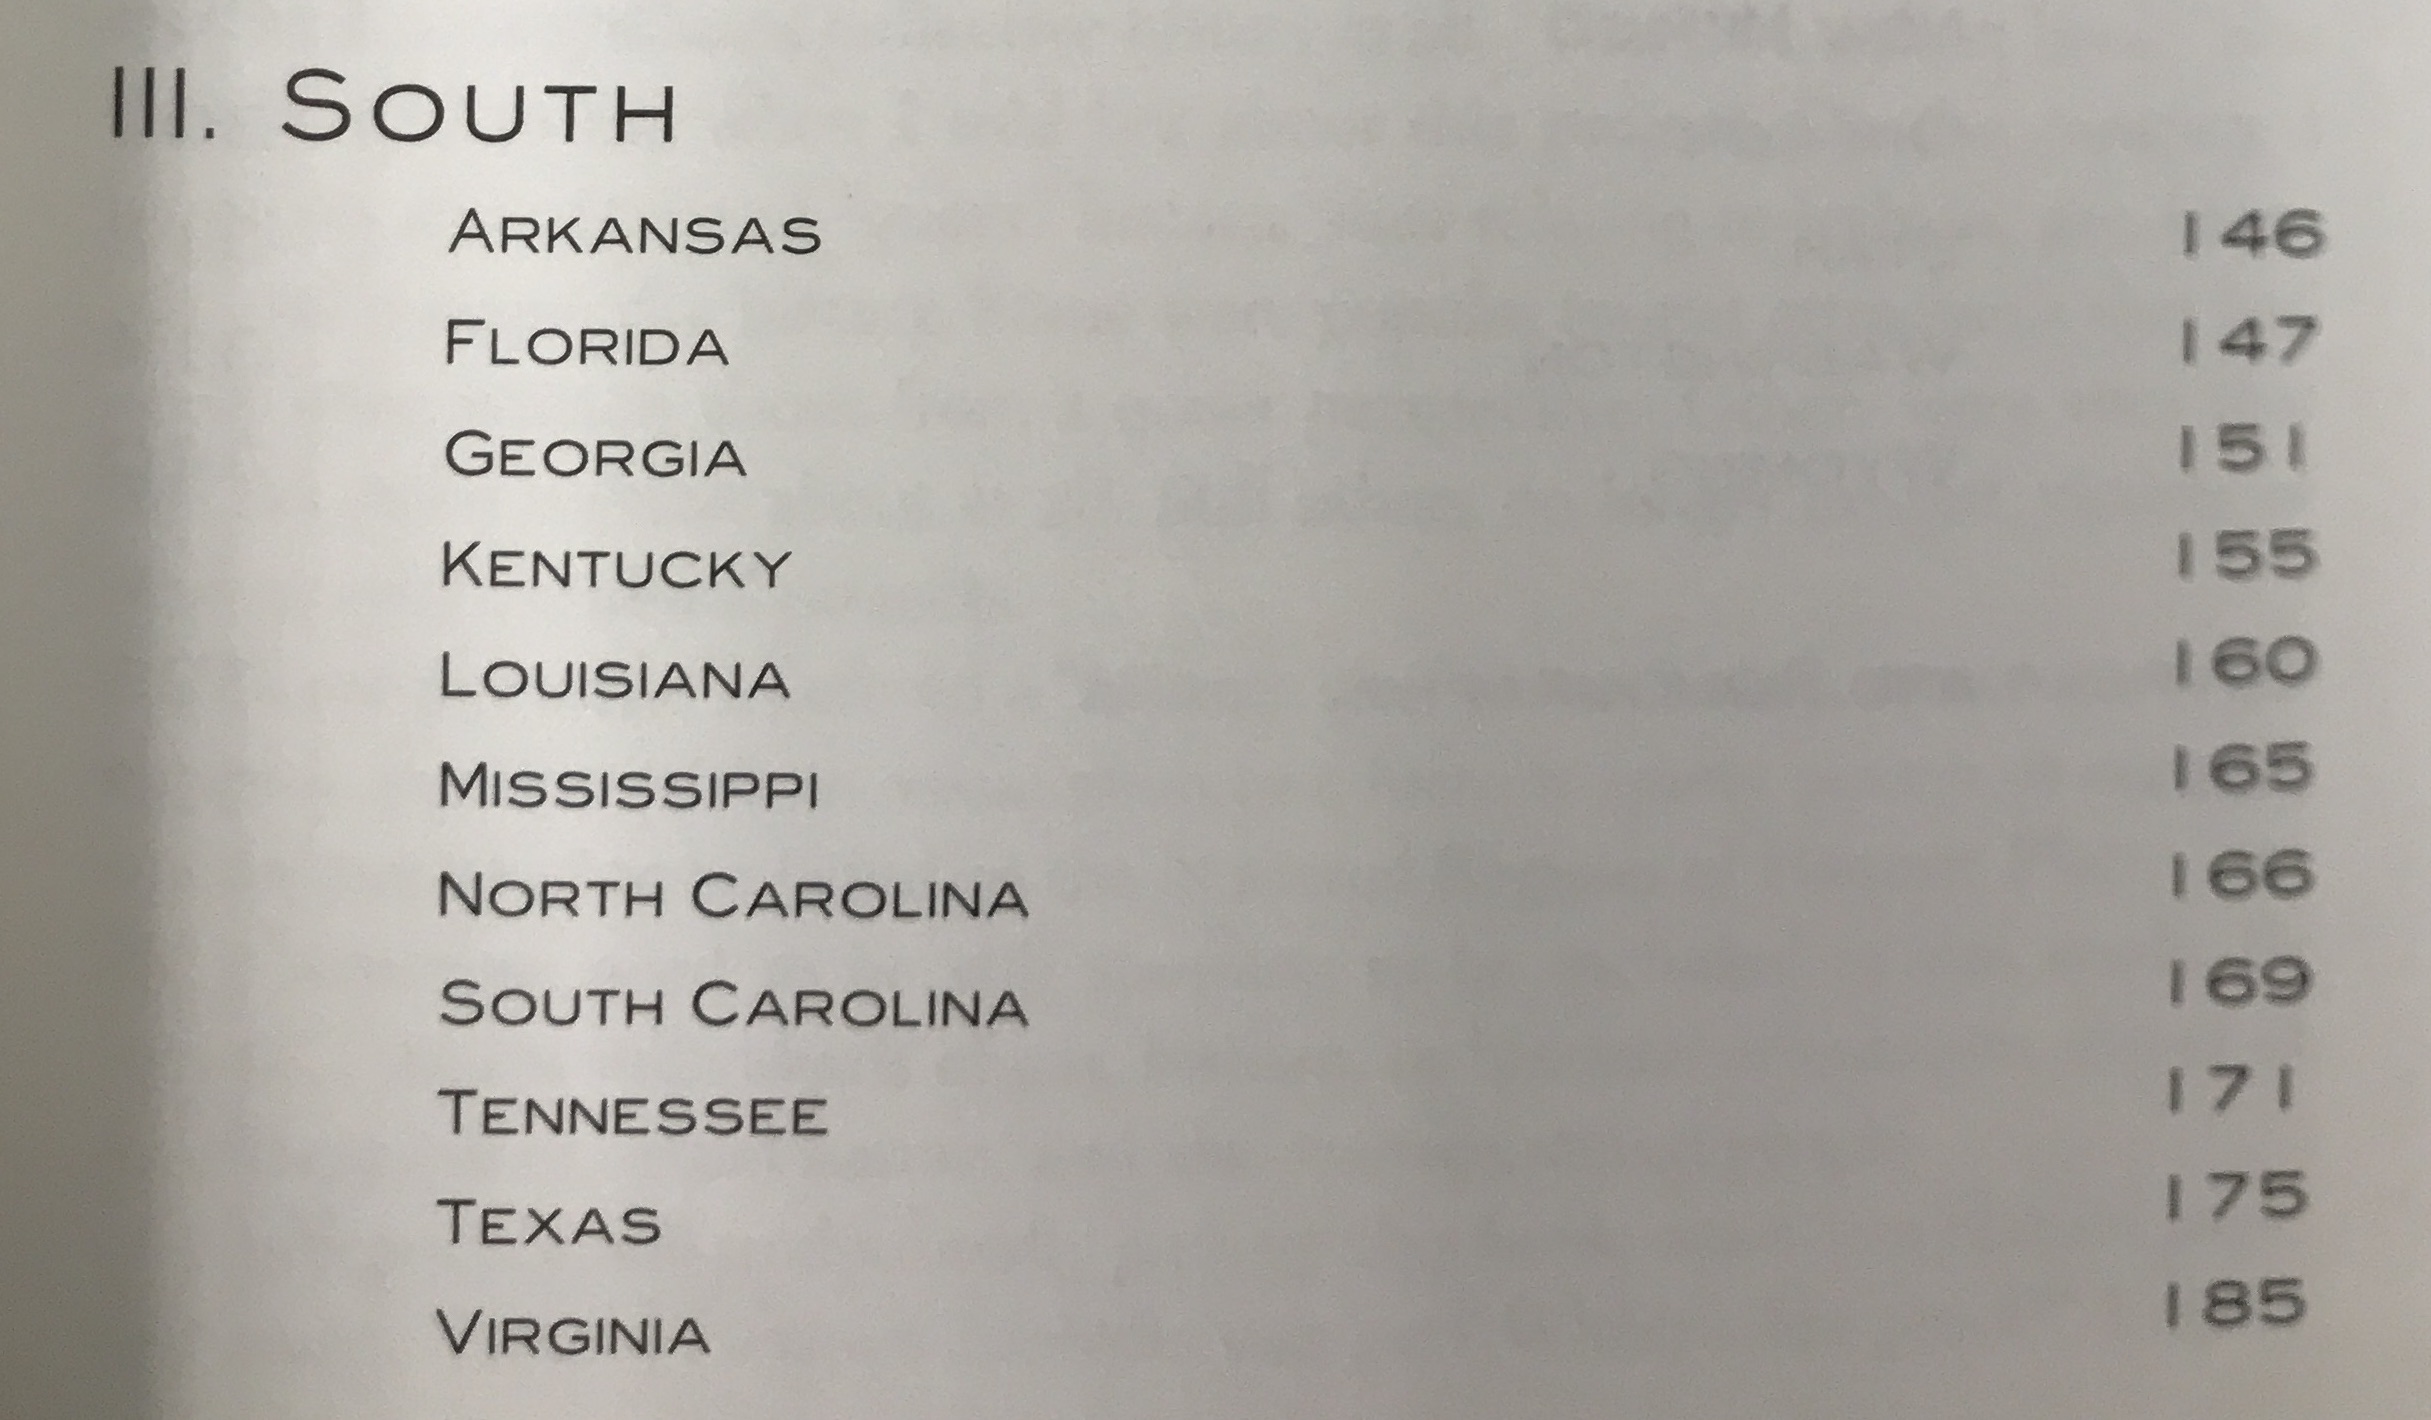 III. SOUTH
ARKANSAS 146
FLORIDA 147
GEORGIA 151
KENTUCKY 155
LOUISIANA 160
MISSISSIPPI 165
NORTH CAROLINA 166
SOUTH CAROLINA 169
TENNESSEE 171
TEXAS 175
VIRGINIA 185